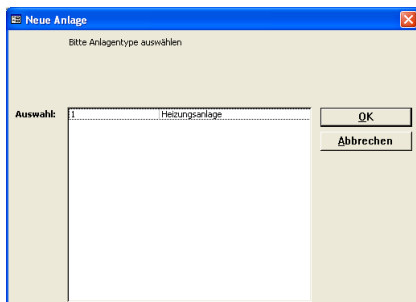 Neue Anlage
Bitte Anlagentype auswählen
Auswahl: 1 Heizungsanlage
OK
Abbrechen